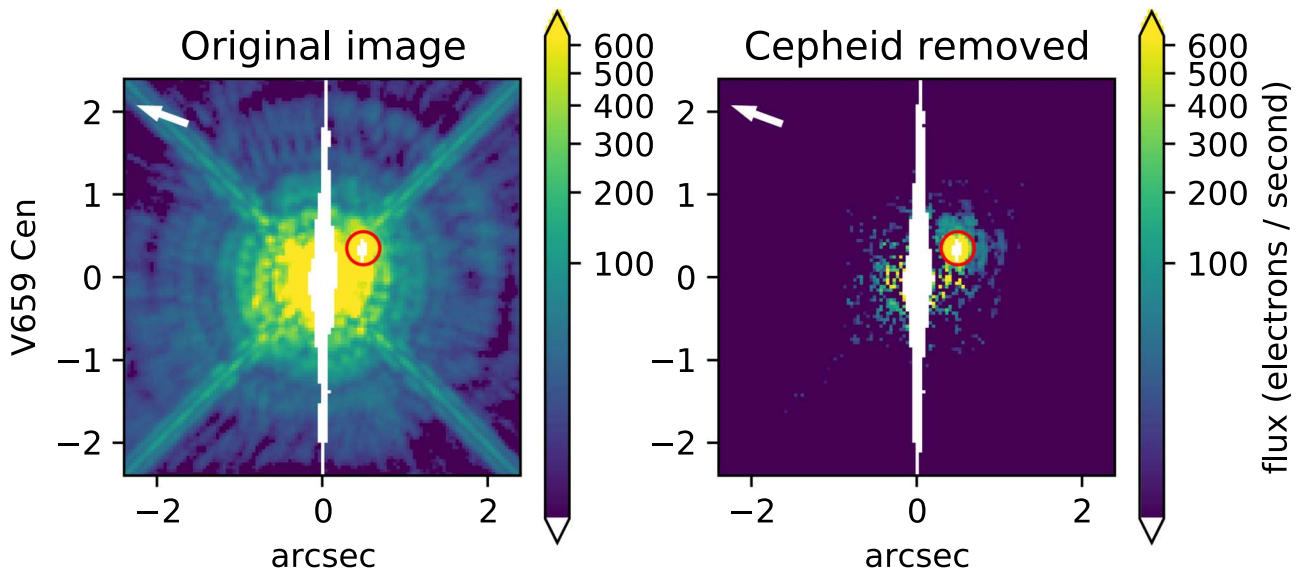 Original image
Cepheid removed
V659 Cen
2
1
0
−1
−2
−2 0 2
arcsec
600
500
400
300
200
100
2
1
0
−1
−2
−2 0 2
arcsec
600
500
400
300
200
100
flux (electrons / second)